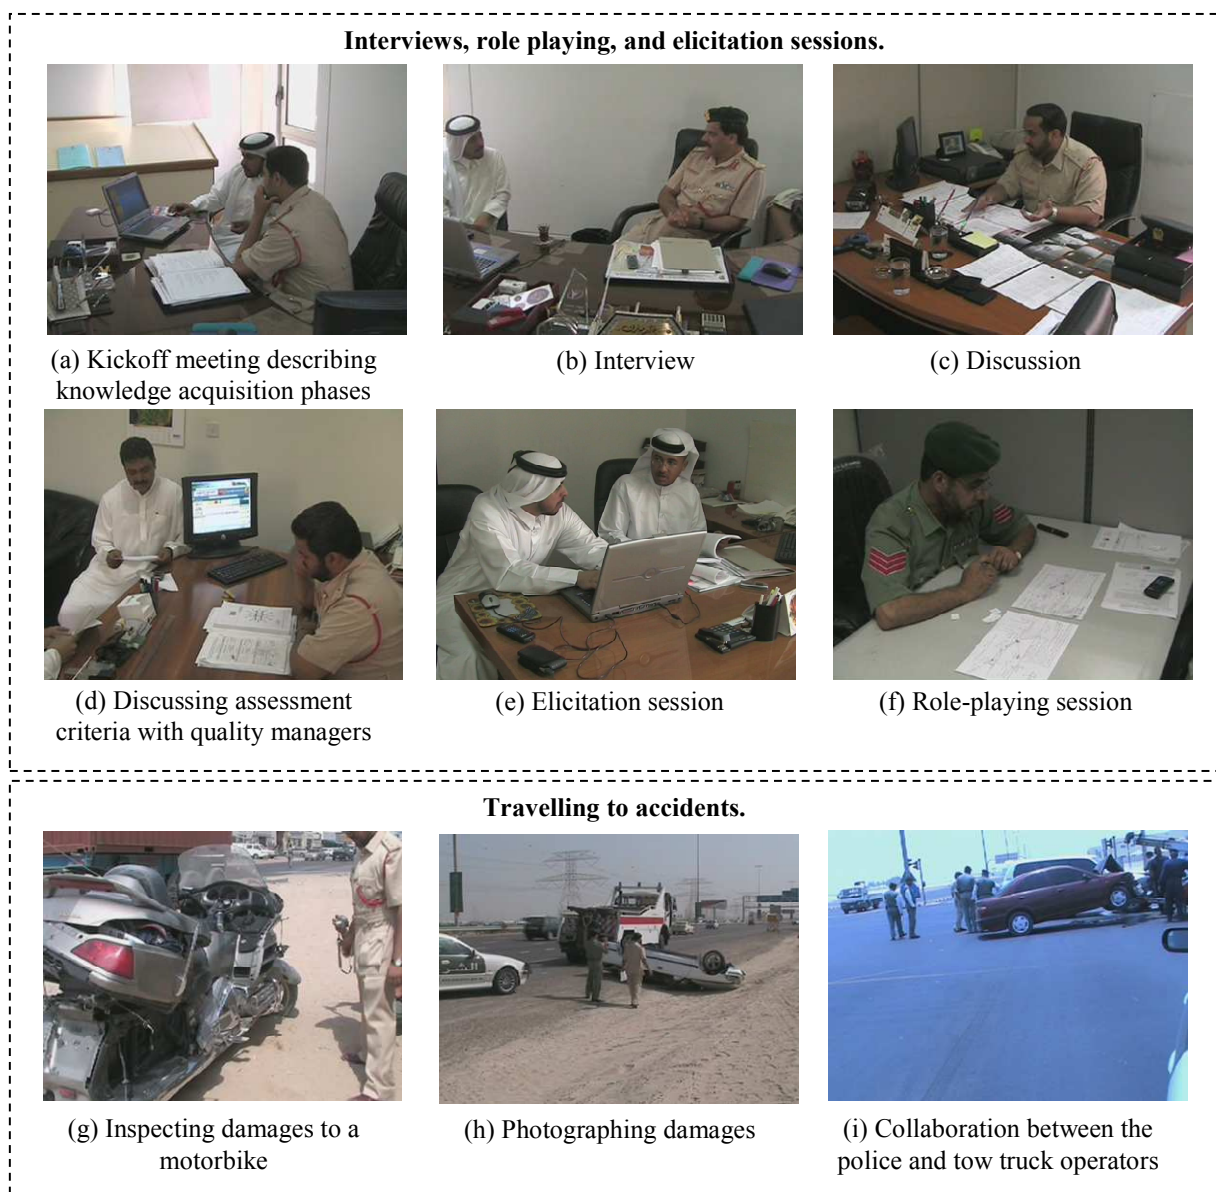 Interviews, role playing, and elicitation sessions.
(a) Kickoff meeting describing
knowledge acquisition phases
(b) Interview
(c) Discussion
(d) Discussing assessment
criteria with quality managers
(e) Elicitation session
(f) Role-playing session
Travelling to accidents.
(g) Inspecting damages to a
motorbike
(h) Photographing damages
(i) Collaboration between the
police and tow truck operators